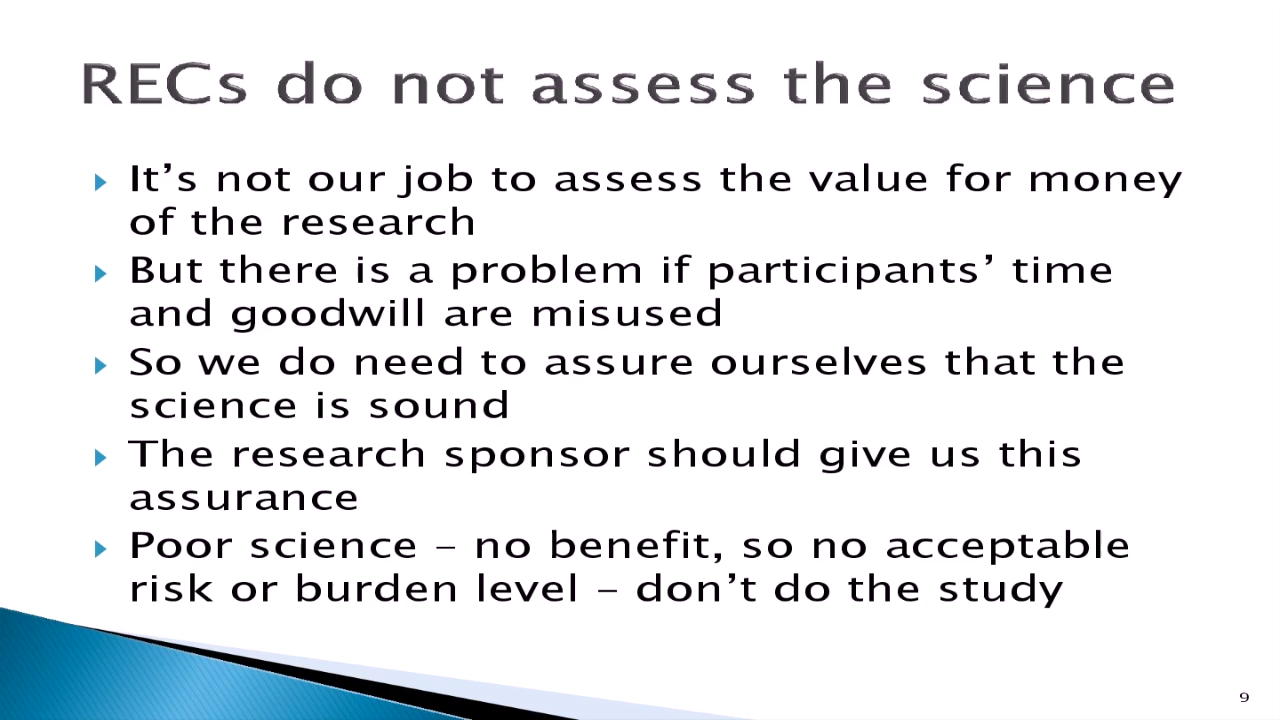 RECs do not assess the science
It’s not our job to assess the value for money
of the research
But there is a problem if participants’ time
and goodwill are misused
So we do need to assure ourselves that the
science is sound
The research sponsor should give us this
assurance
Poor science – no benefit, so no acceptable
risk or burden level – don’t do the study
9